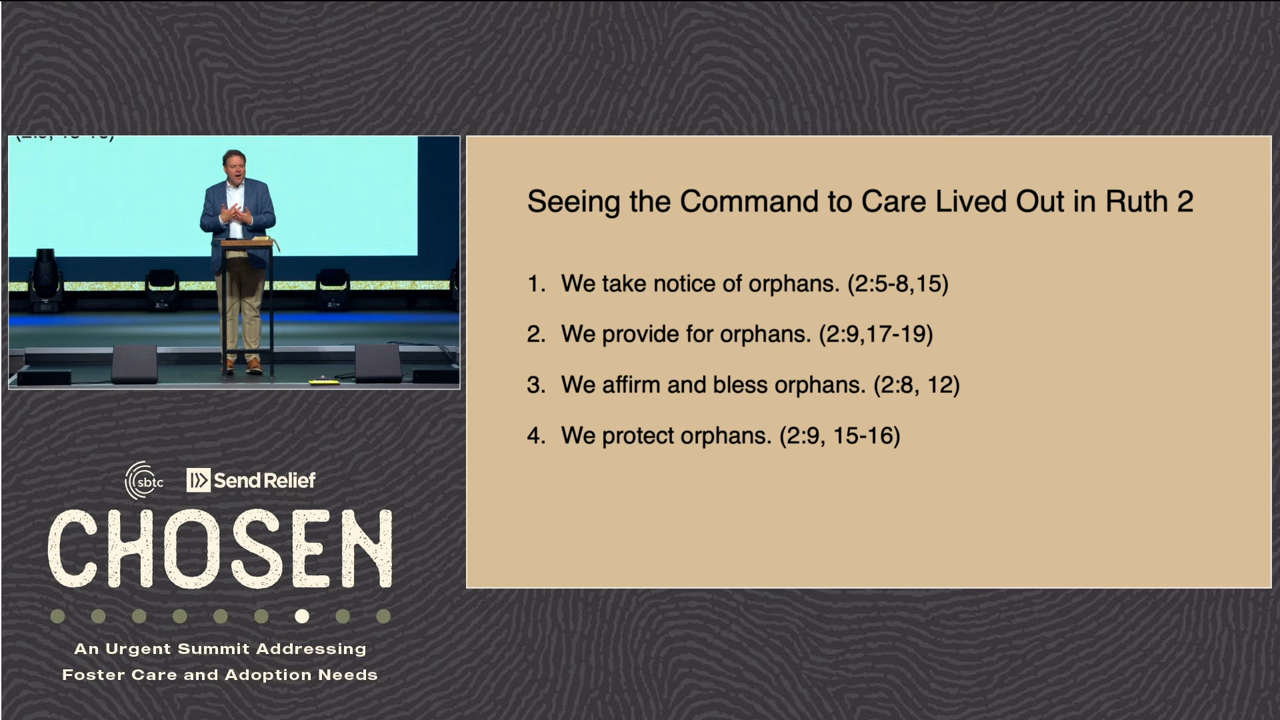 Seeing the Command to Care Lived Out in Ruth 2
1. We take notice of orphans. (2:5-8,15)
2. We provide for orphans. (2:9,17-19)
3. We affirm and bless orphans. (2:8, 12)
4. We protect orphans. (2:9, 15-16)
sbtc
Send Relief
CHOSEN
An Urgent Summit Addressing
Foster Care and Adoption Needs